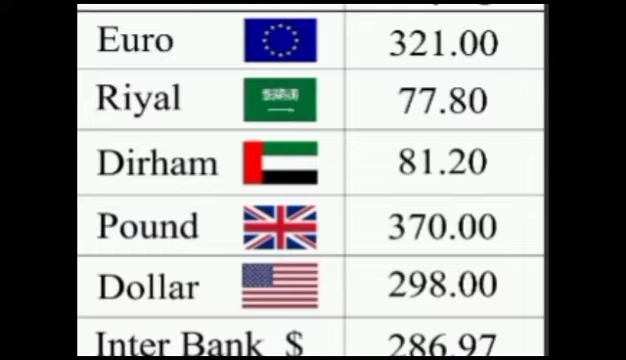 Euro 321.00
Riyal 77.80
Dirham 81.20
Pound 370.00
Dollar 298.00
Inter Bank $ 286.97